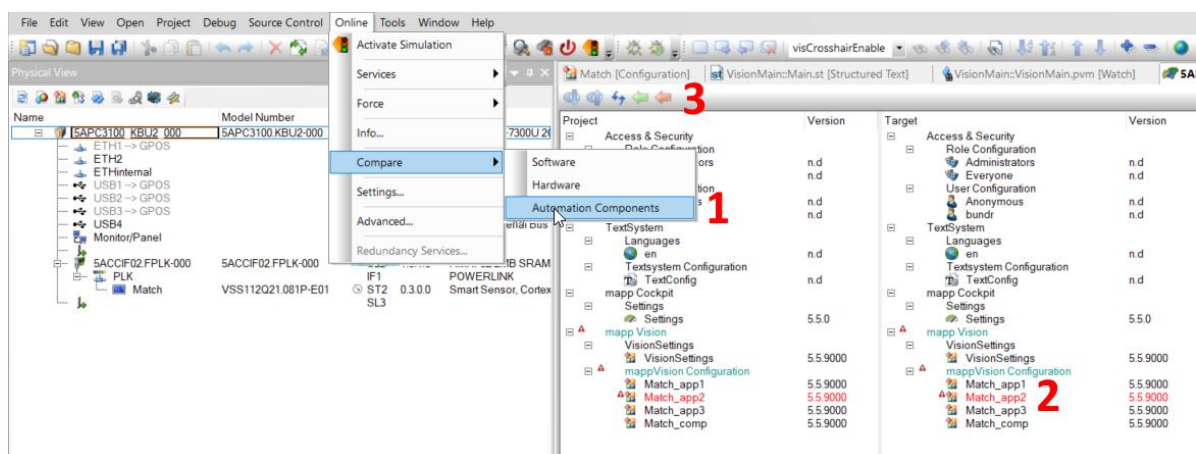 File Edit View Open Project Debug Source Control Online Tools Window Help
visCrosshairEnable
Activate Simulation
Services
Force
Info...
Compare
Settings...
Advanced...
Redundancy Services...
Software
Hardware
Automation Components
1
Physical View
Name Model Number
5APC3100_KBU2_000 5APC3100.KBU2-000 -7300U
ETH1 -> GPOS
ETH2
ETHinternal
USB1 -> GPOS
USB2 -> GPOS
USB3 -> GPOS
USB4
Monitor/Panel
5ACCIF02.FPLK-000 5ACCIF02.FPLK-000 SRAM
PLK IF1 POWERLINK
Match VSS112Q21.081P-E01 ST2 0.3.0.0 Smart Sensor, Cortex
SL3
Match [Configuration] VisionMain::Main.st [Structured Text] VisionMain::VisionMain.pvm [Watch] 5A
3
Project Version Target Version
Access & Security Access & Security
Role Configuration Role Configuration
ors n.d Administrators n.d
n.d Everyone n.d
tion User Configuration
s n.d Anonymous n.d
n.d bundr n.d
TextSystem TextSystem
Languages Languages
en n.d en n.d
Textsystem Configuration Textsystem Configuration
TextConfig n.d TextConfig n.d
mapp Cockpit mapp Cockpit
Settings Settings
Settings 5.5.0 Settings 5.5.0
mapp Vision mapp Vision
VisionSettings VisionSettings
VisionSettings 5.5.9000 VisionSettings 5.5.9000
mappVision Configuration mappVision Configuration
Match_app1 5.5.9000 Match_app1 5.5.9000
Match_app2 5.5.9000 Match_app2 2 5.5.9000
Match_app3 5.5.9000 Match_app3 5.5.9000
Match_comp 5.5.9000 Match_comp 5.5.9000